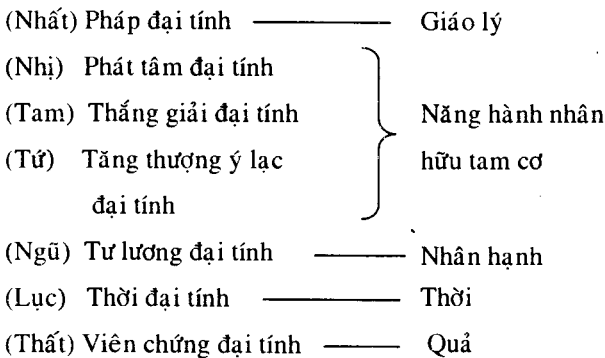 (Nhất) Pháp đại tính ——— Giáo lý
(Nhị) Phát tâm đại tính
(Tam) Thắng giải đại tính Năng hành nhân
(Tứ) Tăng thượng ý lạc hữu tam cơ
đại tính
(Ngũ) Tư lương đại tính ——— Nhân hạnh
(Lục) Thời đại tính ——— Thời
(Thất) Viên chứng đại tính ——— Quả